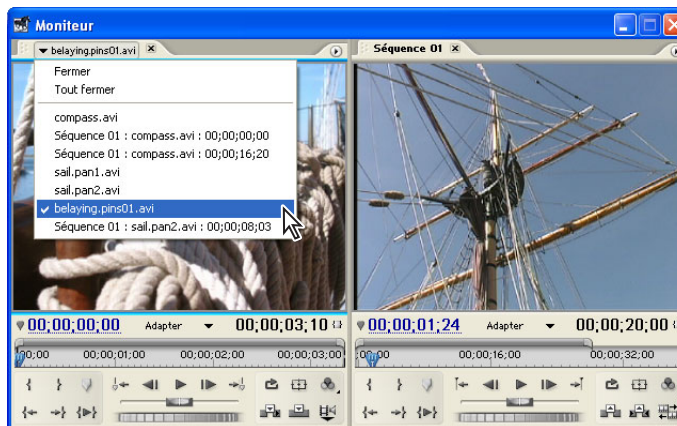 Moniteur
belaying.pins01.avi
Séquence 01
Fermer
Tout fermer
compass.avi
Séquence 01 : compass.avi : 00;00;00;00
Séquence 01 : compass.avi : 00;00;16;20
sail.pan1.avi
sail.pan2.avi
belaying.pins01.avi
Séquence 01 : sail.pan2.avi : 00;00;08;03
00;00;00;00 Adapter 00;00;03;10
00;00;01;24 Adapter 00;00;20;00
00;00 00;00;01;00 00;00;02;00 00;00;03;00
;00;00 00;00;16;00 00;00;32;00